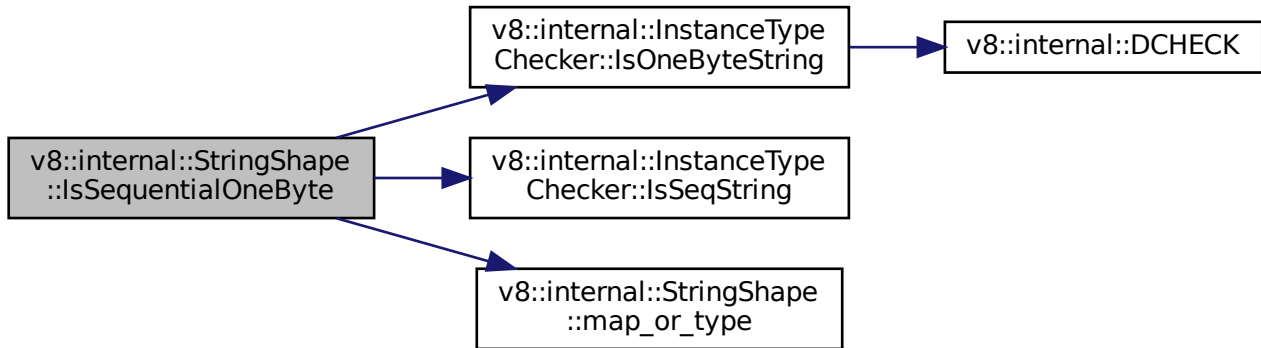 v8::internal::InstanceType
Checker::IsOneByteString
v8::internal::DCHECK
v8::internal::StringShape
::IsSequentialOneByte
v8::internal::InstanceType
Checker::IsSeqString
v8::internal::StringShape
::map_or_type